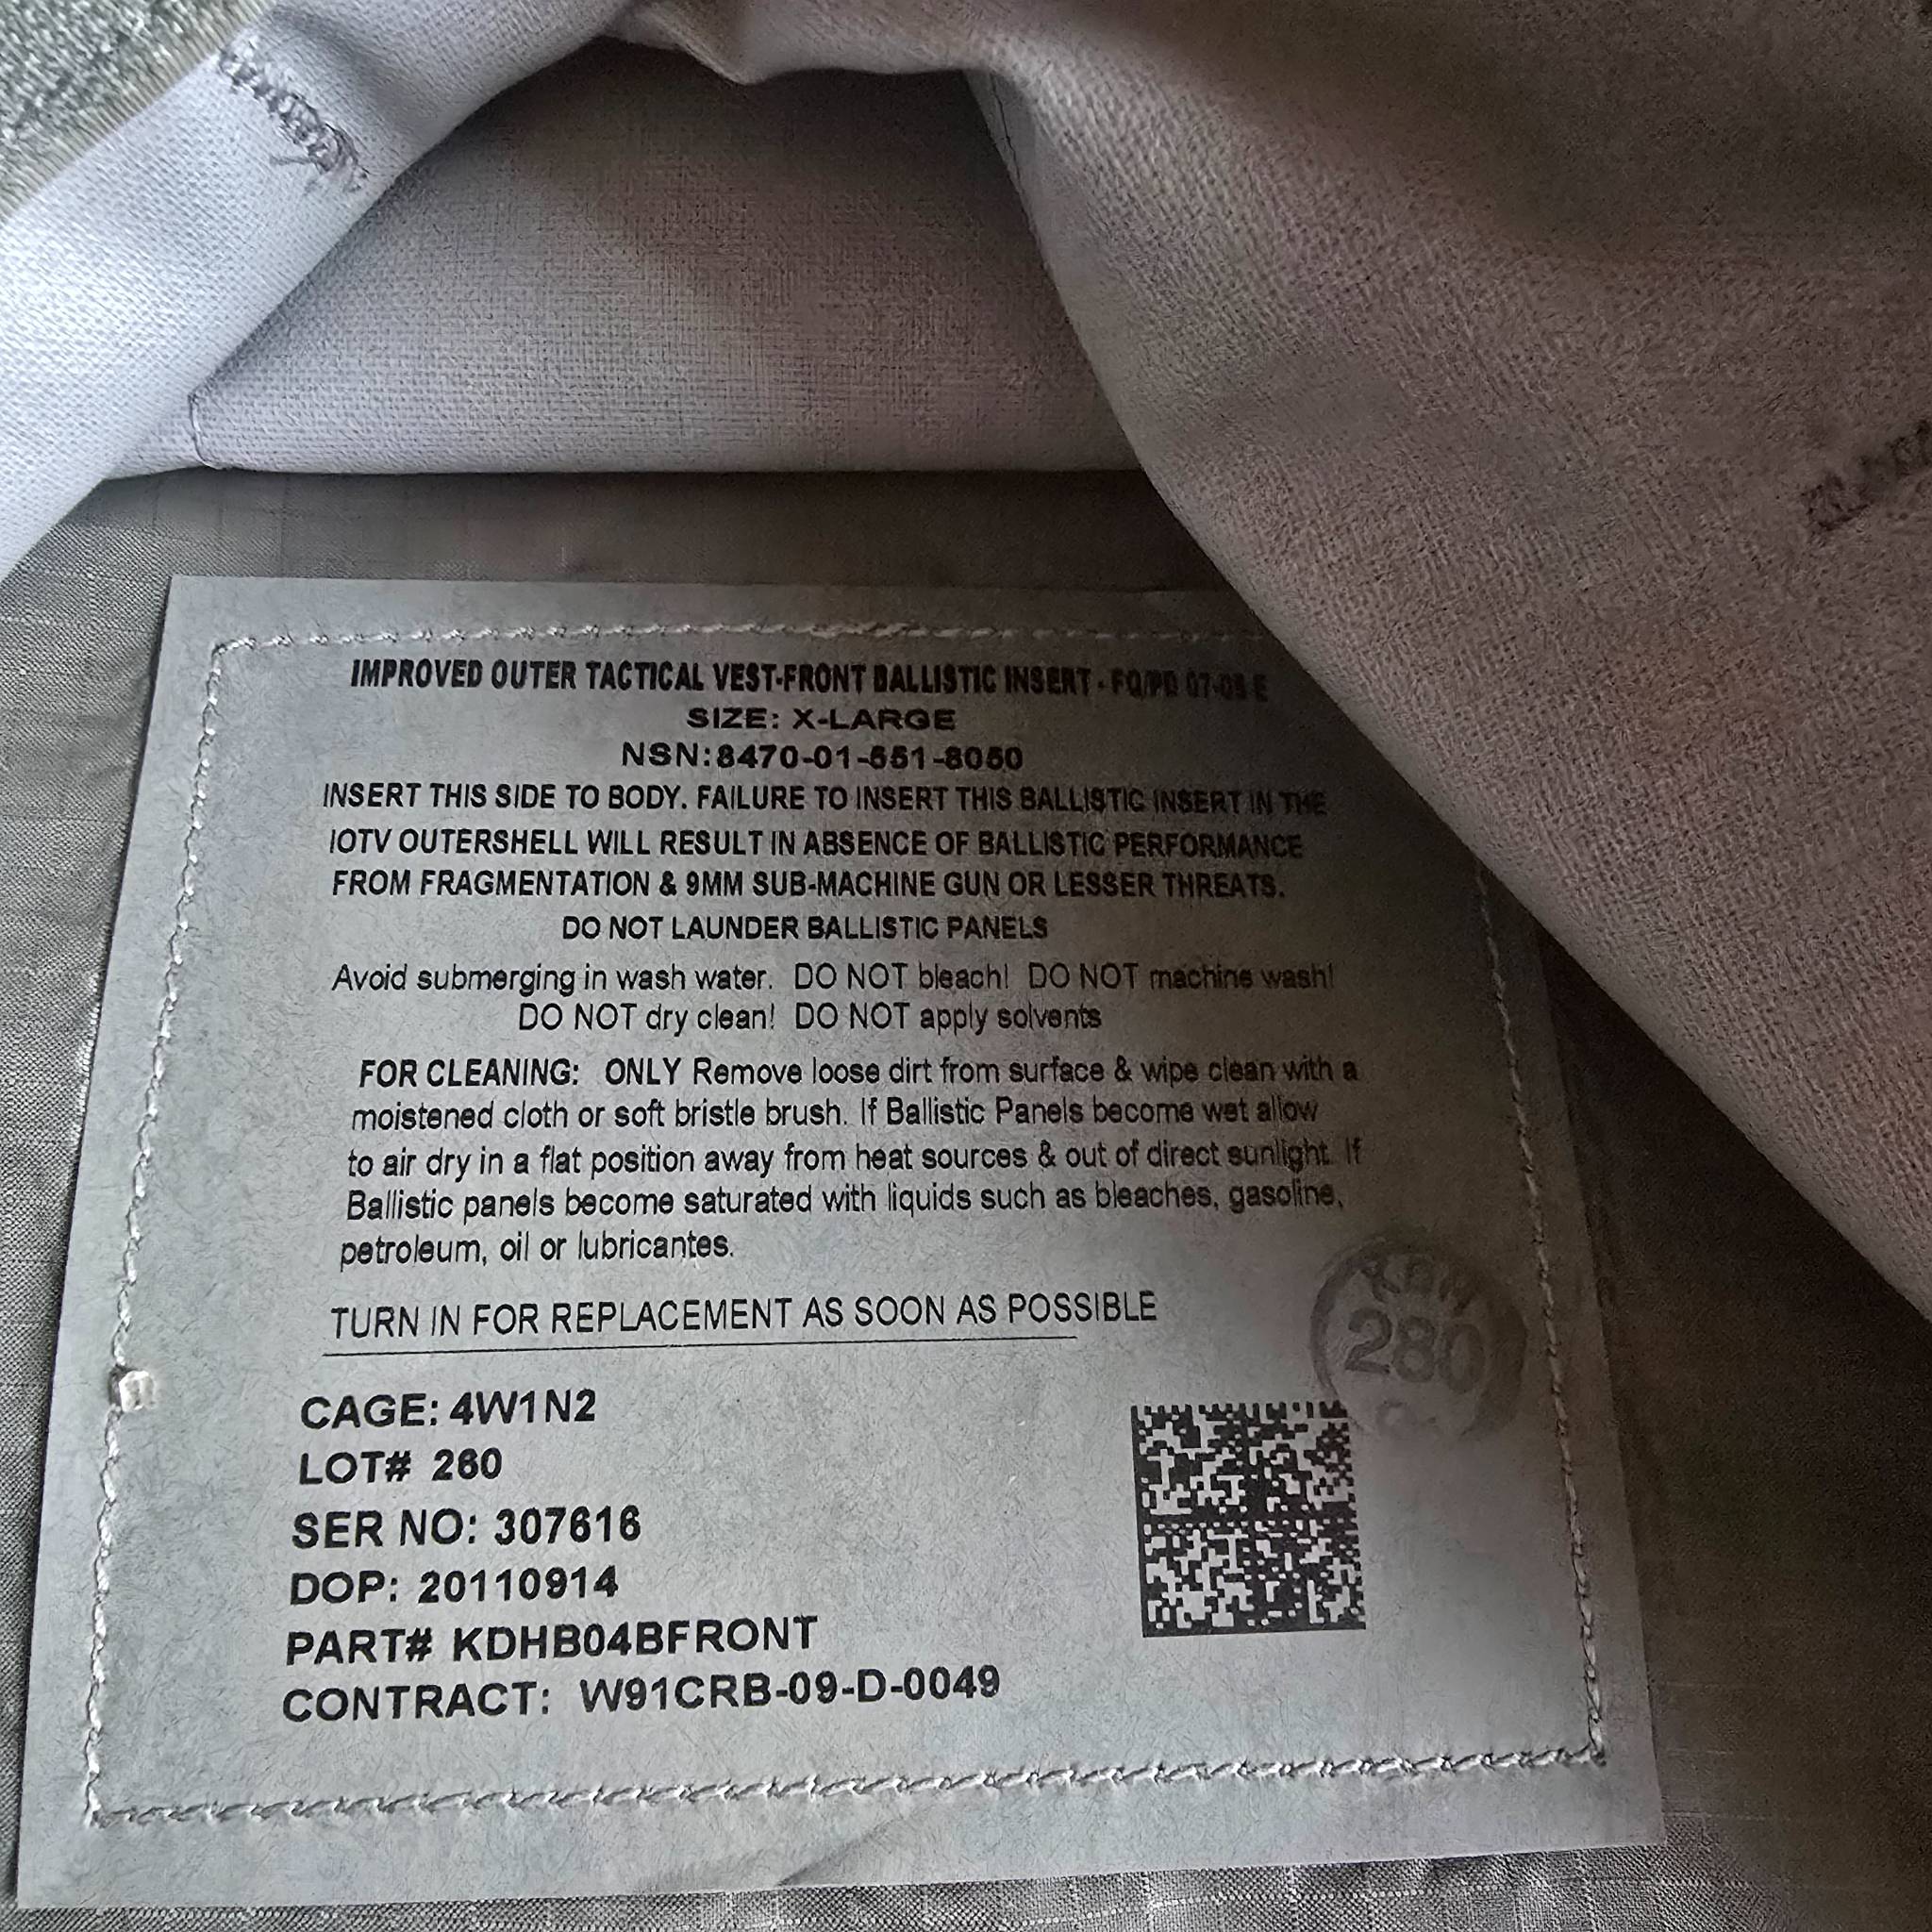 IMPROVED OUTER TACTICAL VEST-FRONT BALLISTIC INSERT - FQ/PD 07-05 E
SIZE: X-LARGE
NSN:8470-01-551-8050
INSERT THIS SIDE TO BODY. FAILURE TO INSERT THIS BALLISTIC INSERT IN THE
IOTV OUTERSHELL WILL RESULT IN ABSENCE OF BALLISTIC PERFORMANCE
FROM FRAGMENTATION & 9MM SUB-MACHINE GUN OR LESSER THREATS.
DO NOT LAUNDER BALLISTIC PANELS
Avoid submerging in wash water. DO NOT bleach! DO NOT machine wash!
DO NOT dry clean! DO NOT apply solvents
FOR CLEANING: ONLY Remove loose dirt from surface & wipe clean with a
moistened cloth or soft bristle brush. If Ballistic Panels become wet allow
to air dry in a flat position away from heat sources & out of direct sunlight. If
Ballistic panels become saturated with liquids such as bleaches, gasoline,
petroleum, oil or lubricantes.
TURN IN FOR REPLACEMENT AS SOON AS POSSIBLE
KDH
280
CAGE: 4W1N2
LOT# 260
SER NO: 307616
DOP: 20110914
PART# KDHB04BFRONT
CONTRACT: W91CRB-09-D-0049